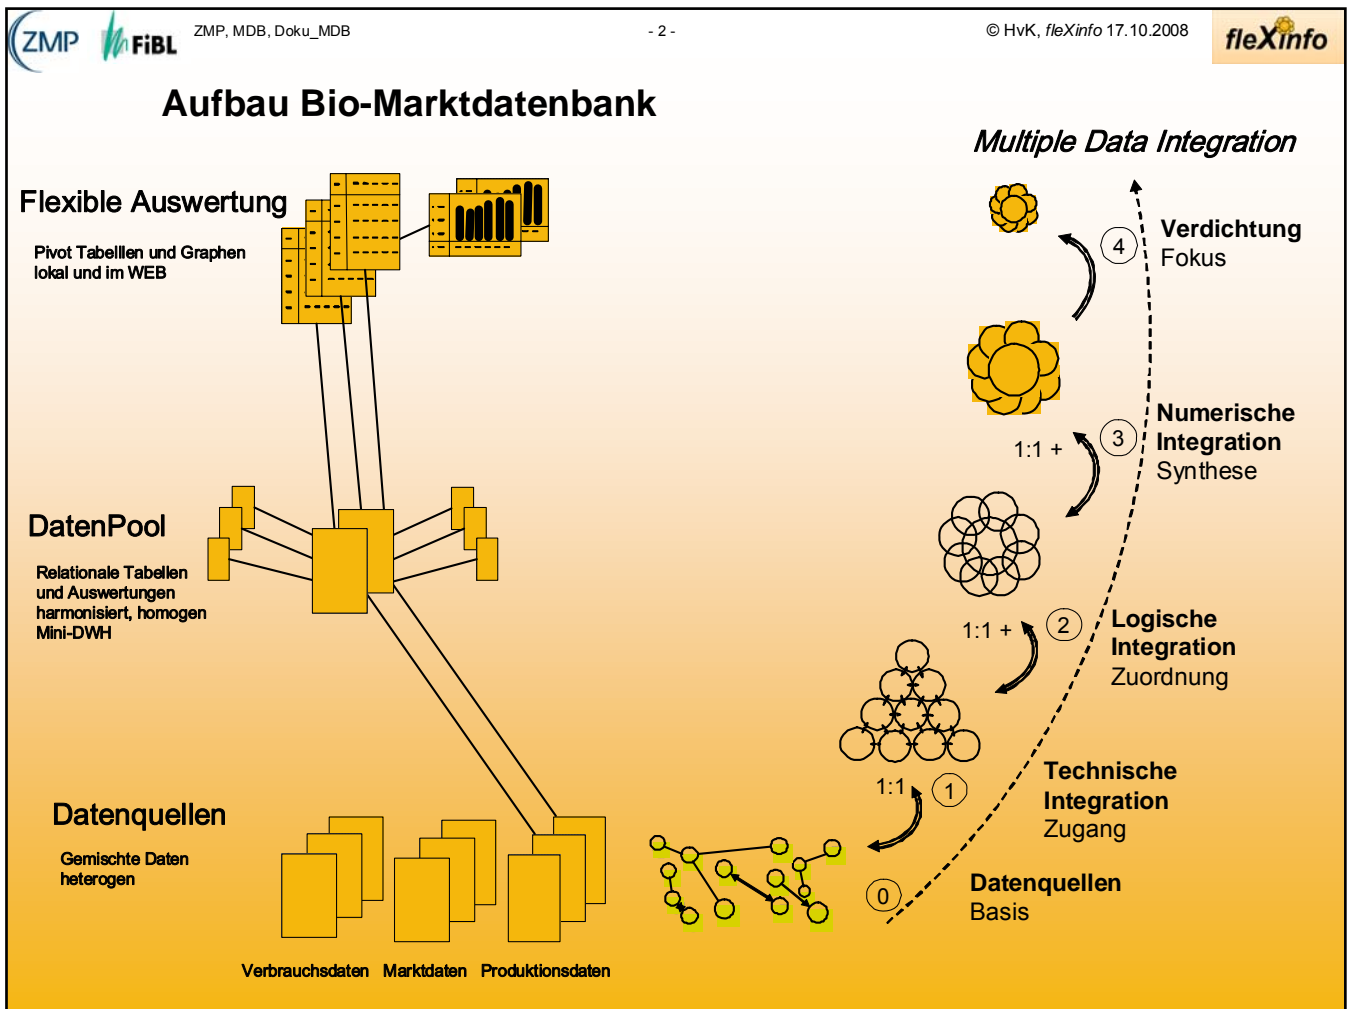 ZMP
FiBL
ZMP, MDB, Doku_MDB
- 2 -
© HvK, fleXinfo 17.10.2008
fleXinfo
Aufbau Bio-Marktdatenbank
Multiple Data Integration
Flexible Auswertung
Pivot Tabelllen und Graphen
lokal und im WEB
4
Verdichtung
Fokus
1:1 +
3
Numerische
Integration
Synthese
DatenPool
Relationale Tabellen
und Auswertungen
harmonisiert, homogen
Mini-DWH
1:1 +
2
Logische
Integration
Zuordnung
1:1
1
Technische
Integration
Zugang
Datenquellen
Gemischte Daten
heterogen
0
Datenquellen
Basis
Verbrauchsdaten
Marktdaten
Produktionsdaten